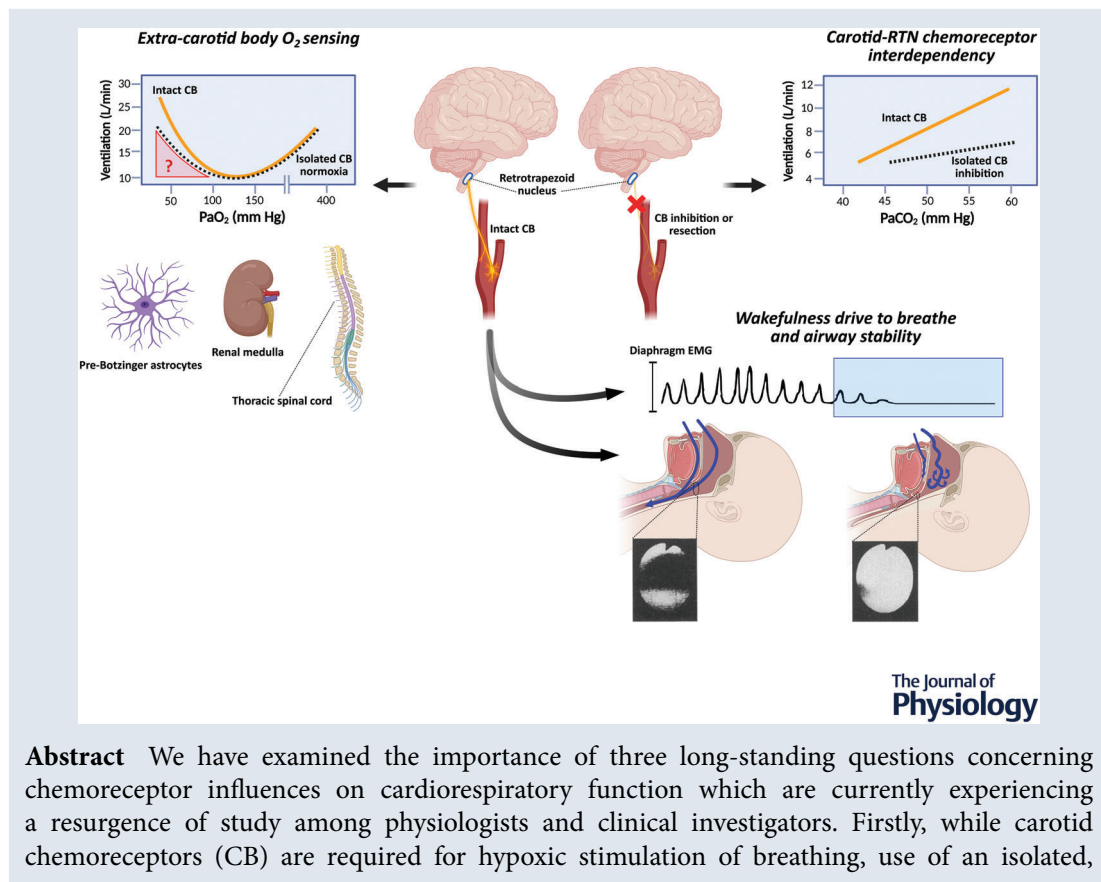 Extra-carotid body O₂ sensing
Carotid-RTN chemoreceptor
interdependency
Ventilation (L/min)
30
25
20
15
10
Intact CB
?
Isolated CB
normoxia
50
100
150
400
PaO₂ (mm Hg)
Retrotrapezoid
nucleus
Intact CB
CB inhibition or
resection
Ventilation (L/min)
12
10
8
6
4
Intact CB
Isolated CB
inhibition
40
45
50
55
60
PaCO₂ (mm Hg)
Pre-Botzinger astrocytes
Renal medulla
Thoracic spinal cord
Wakefulness drive to breathe
and airway stability
Diaphragm EMG
The Journal of
Physiology
Abstract We have examined the importance of three long-standing questions concerning
chemoreceptor influences on cardiorespiratory function which are currently experiencing
a resurgence of study among physiologists and clinical investigators. Firstly, while carotid
chemoreceptors (CB) are required for hypoxic stimulation of breathing, use of an isolated,